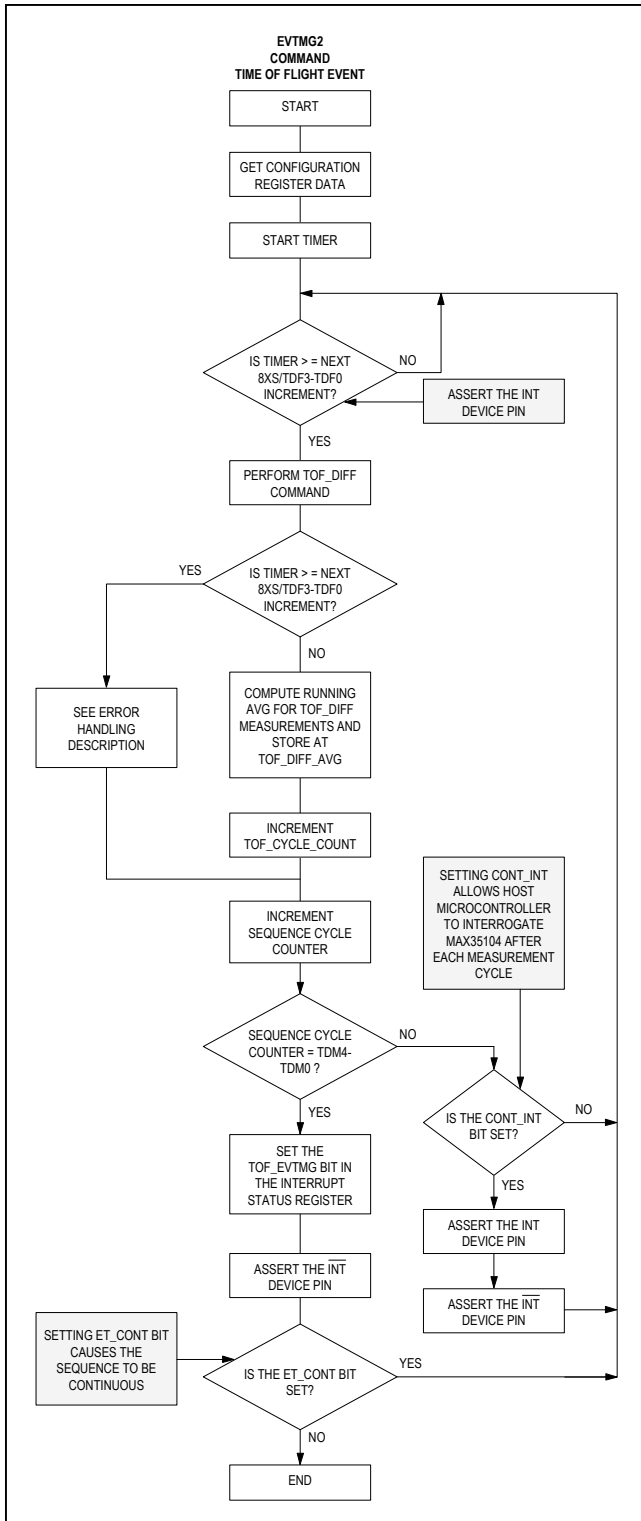 EVTMG2
COMMAND
TIME OF FLIGHT EVENT
START
GET CONFIGURATION
REGISTER DATA
START TIMER
IS TIMER > = NEXT
8XS/TDF3-TDF0
INCREMENT?
NO
ASSERT THE INT
DEVICE PIN
YES
PERFORM TOF_DIFF
COMMAND
YES
IS TIMER > = NEXT
8XS/TDF3-TDF0
INCREMENT?
NO
SEE ERROR
HANDLING
DESCRIPTION
COMPUTE RUNNING
AVG FOR TOF_DIFF
MEASUREMENTS AND
STORE AT
TOF_DIFF_AVG
INCREMENT
TOF_CYCLE_COUNT
SETTING CONT_INT
ALLOWS HOST
MICROCONTROLLER
TO INTERROGATE
MAX35104 AFTER
EACH MEASUREMENT
CYCLE
INCREMENT
SEQUENCE CYCLE
COUNTER
SEQUENCE CYCLE
COUNTER = TDM4-
TDM0 ?
NO
IS THE CONT_INT
BIT SET?
NO
YES
YES
SET THE
TOF_EVTMG BIT IN
THE INTERRUPT
STATUS REGISTER
ASSERT THE INT
DEVICE PIN
ASSERT THE INT
DEVICE PIN
ASSERT THE INT
DEVICE PIN
SETTING ET_CONT BIT
CAUSES THE
SEQUENCE TO BE
CONTINUOUS
IS THE ET_CONT BIT
SET?
YES
NO
END